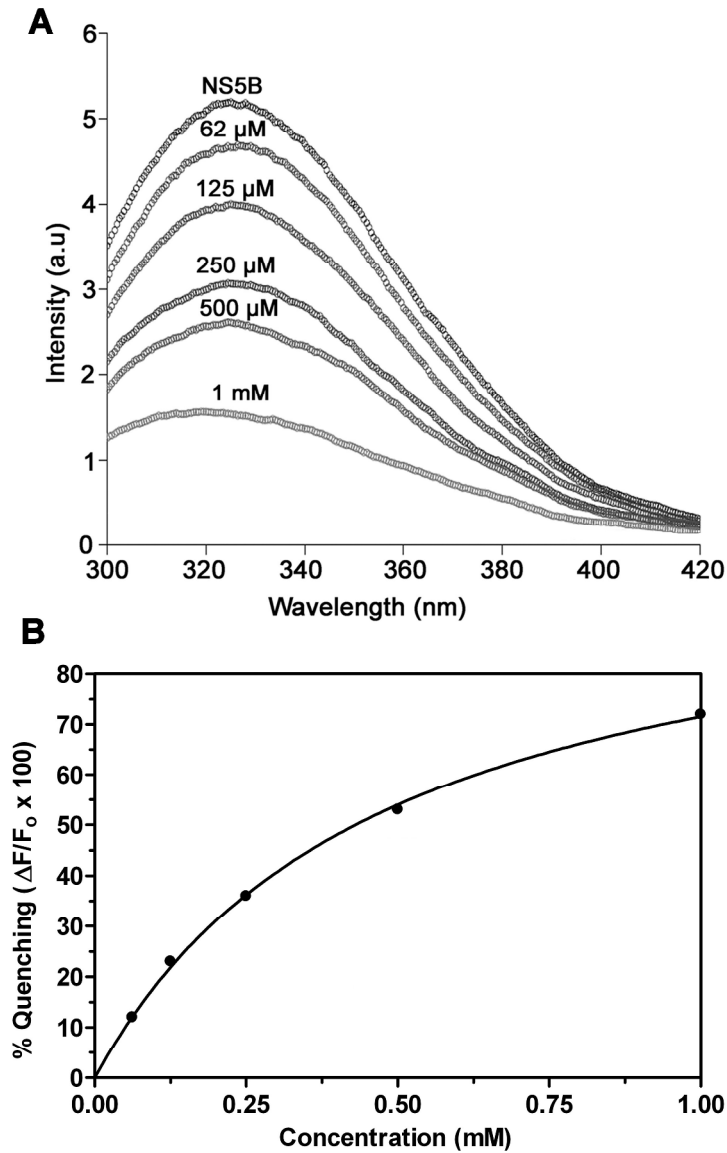 A
6
5
4
3
2
1
0
Intensity (a.u)
NS5B
62 µM
125 µM
250 µM
500 µM
1 mM
300 320 340 360 380 400 420
Wavelength (nm)
B
80
70
60
50
40
30
20
10
0
% Quenching (ΔF/Fo x 100)
0.00 0.25 0.50 0.75 1.00
Concentration (mM)